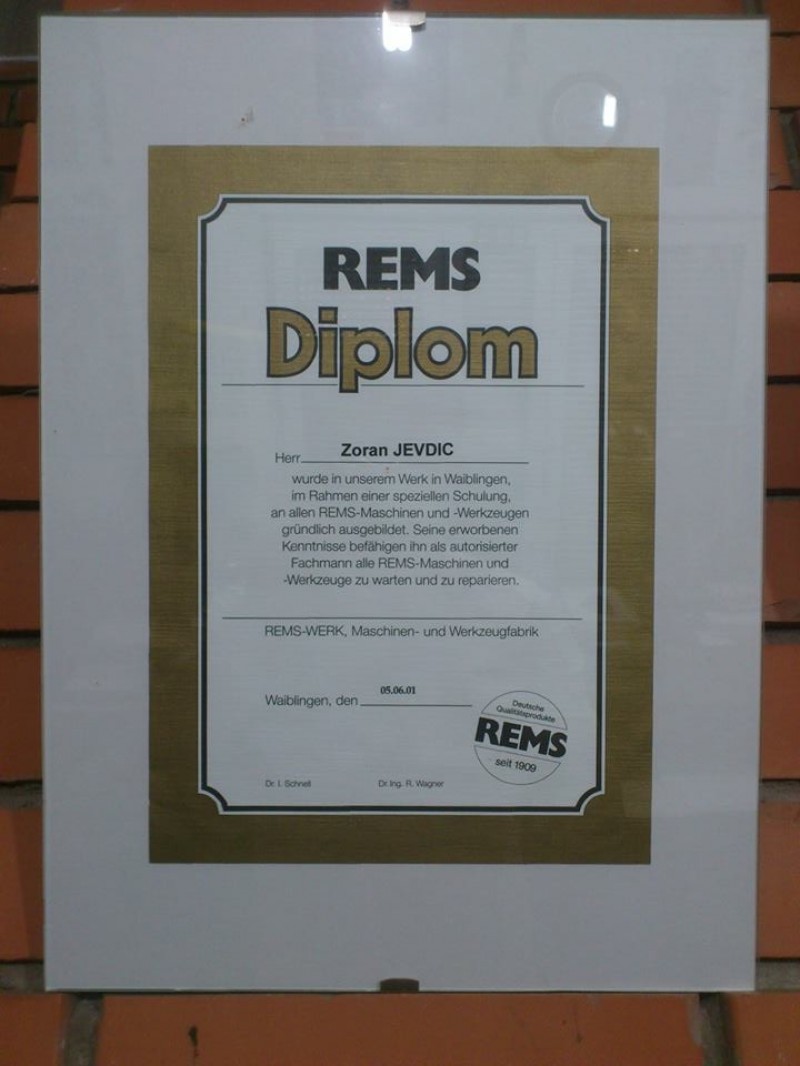 REMS
Diplom
Herr Zoran JEVDIC
wurde in unserem Werk in Waiblingen,
im Rahmen einer speziellen Schulung,
an allen REMS-Maschinen und -Werkzeugen
gründlich ausgebildet. Seine erworbenen
Kenntnisse befähigen ihn als autorisierter
Fachmann alle REMS-Maschinen und
-Werkzeuge zu warten und zu reparieren.
REMS-WERK, Maschinen- und Werkzeugfabrik
Waiblingen, den 05.06.01
Deutsche
Qualitätsprodukte
REMS
seit 1909
Dr. I. Schnell Dr. Ing. R. Wagner